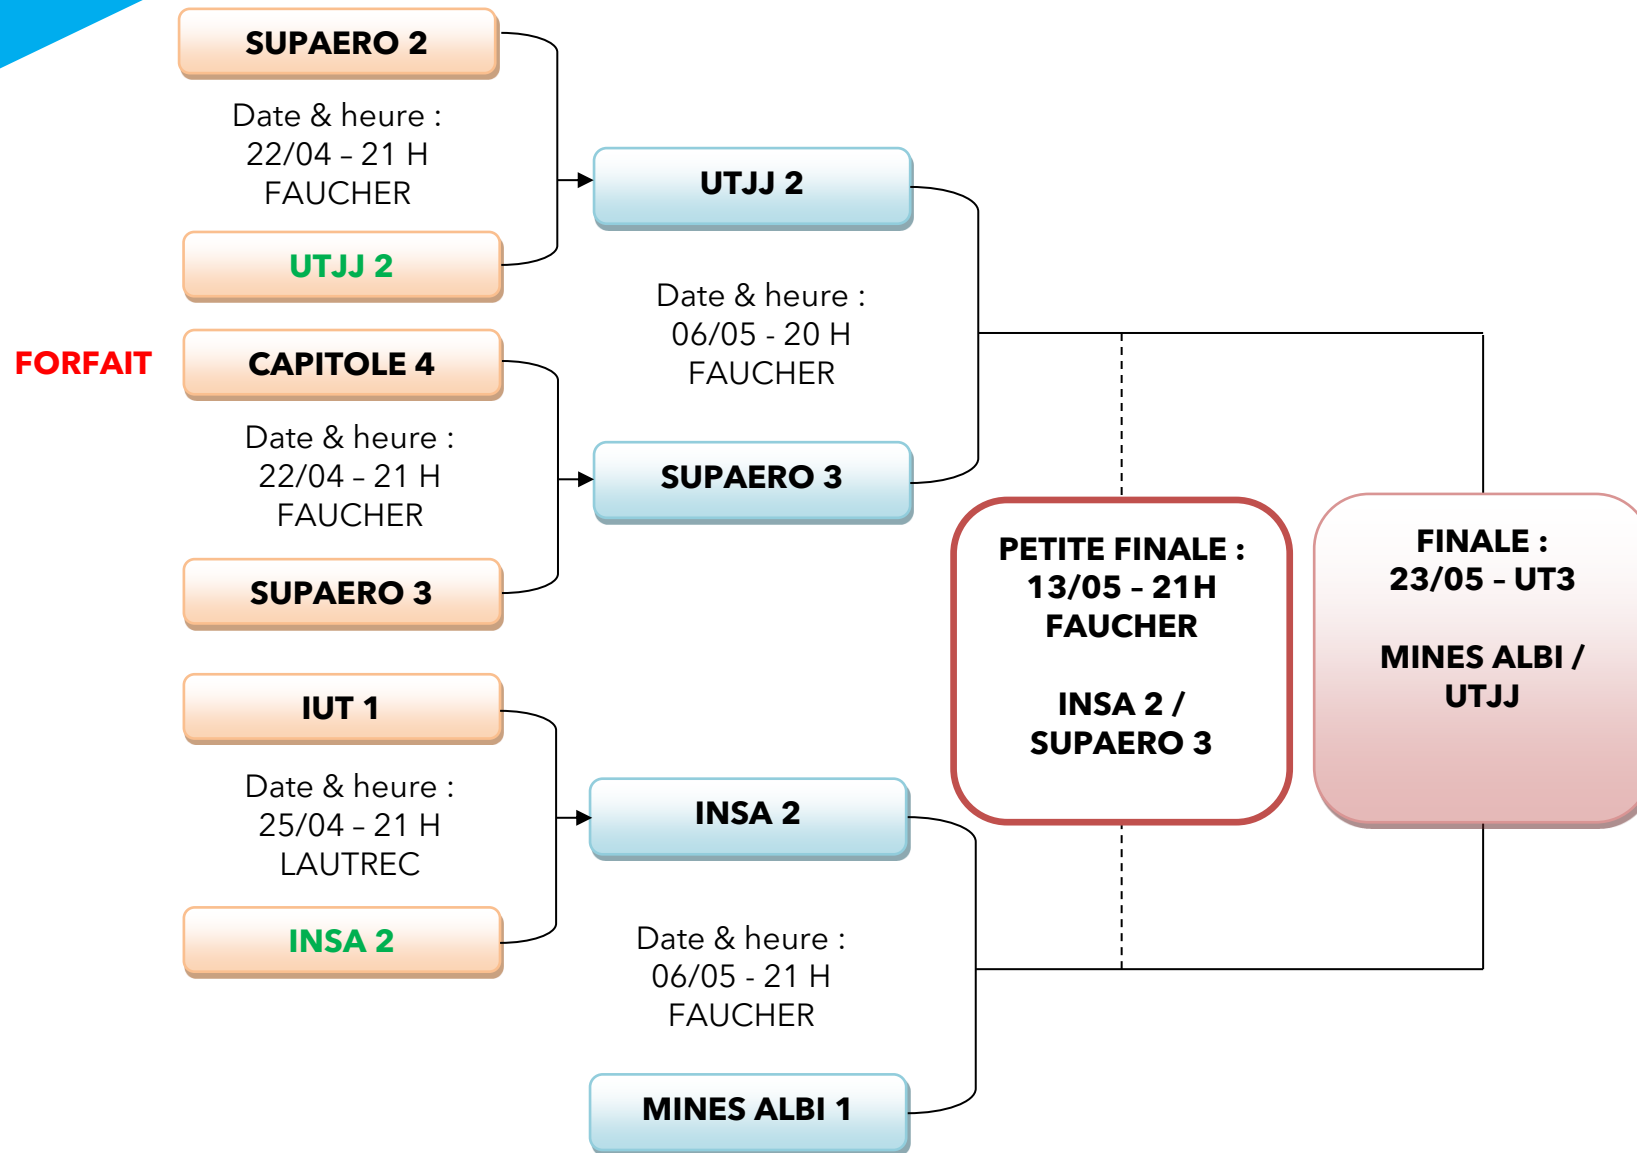 SUPAERO 2
Date & heure :
22/04 – 21 H
FAUCHER
UTJJ 2
FORFAIT
CAPITOLE 4
Date & heure :
22/04 – 21 H
FAUCHER
SUPAERO 3
IUT 1
Date & heure :
25/04 – 21 H
LAUTREC
INSA 2
UTJJ 2
Date & heure :
06/05 - 20 H
FAUCHER
SUPAERO 3
INSA 2
Date & heure :
06/05 - 21 H
FAUCHER
MINES ALBI 1
PETITE FINALE :
13/05 – 21H
FAUCHER
INSA 2 /
SUPAERO 3
FINALE :
23/05 – UT3
MINES ALBI /
UTJJ